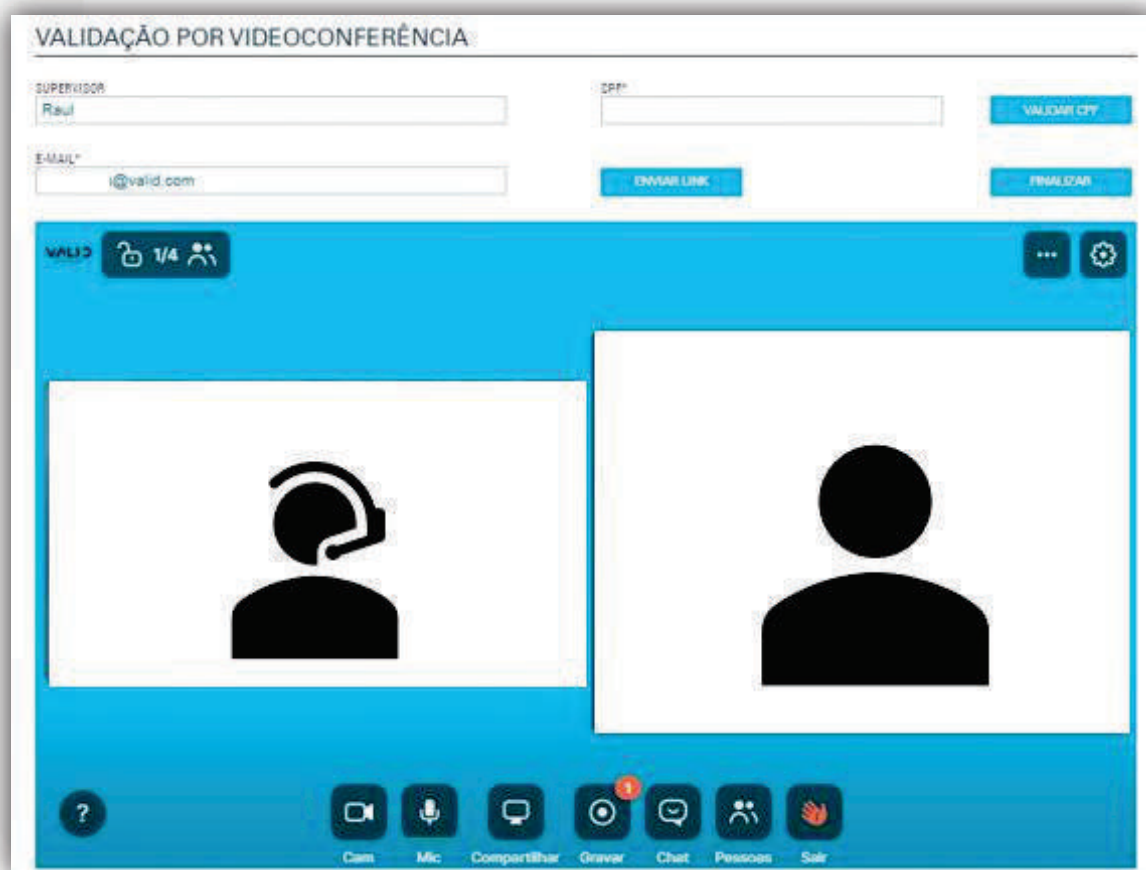 VALIDAÇÃO POR VIDEOCONFERÊNCIA
SUPERVISOR
CPF*
Raul
VALIDAR CPF
E-MAIL*
@valid.com
ENVIAR LINK
FINALIZAR
VALID
1/4
1
?
Cam
Mic
Compartilhar
Gravar
Chat
Pessoas
Sair